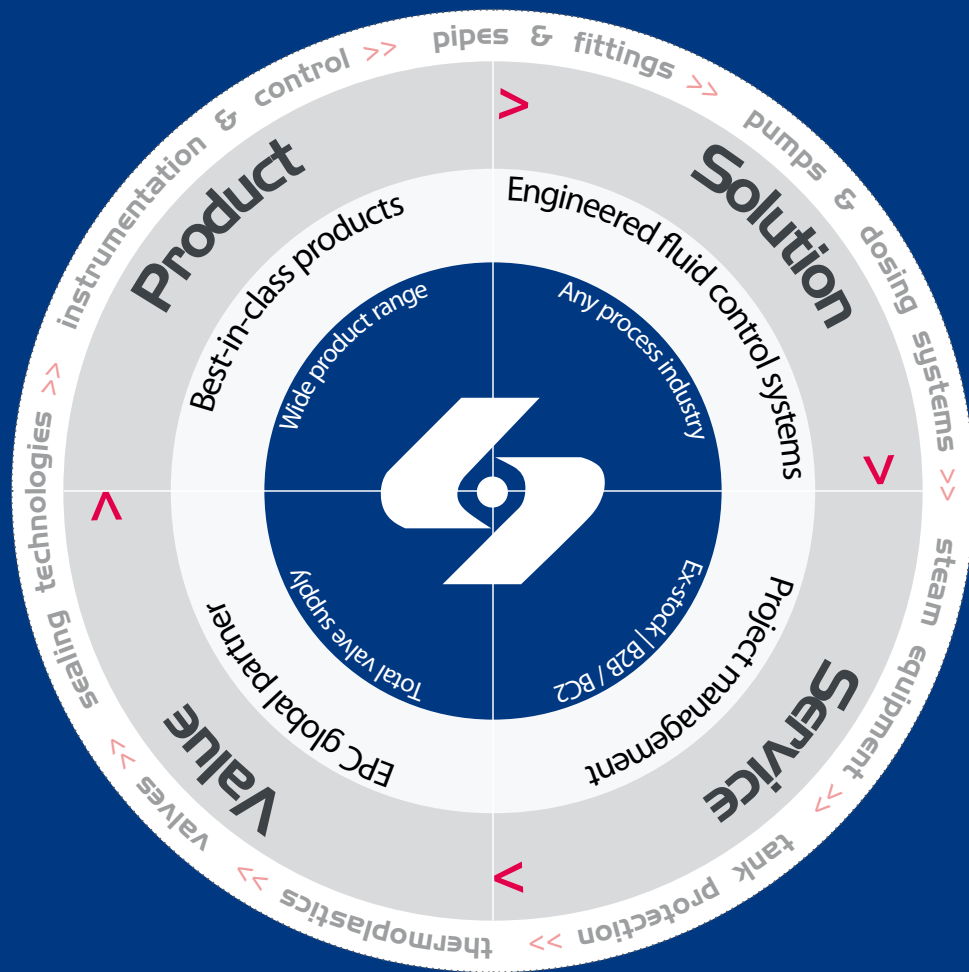 pipes & fittings >> pumps & dosing systems >> steam equipment >> tank protection >> thermoplastics >> valves >> sealing technologies >> instrumentation & control >>
Product
>
Solution
>
Service
>
Value
>
Best-in-class products
Engineered fluid control systems
Project management
EPC global partner
Wide product range
Any process industry
Ex-stock | B2B / BC2
Total valve supply